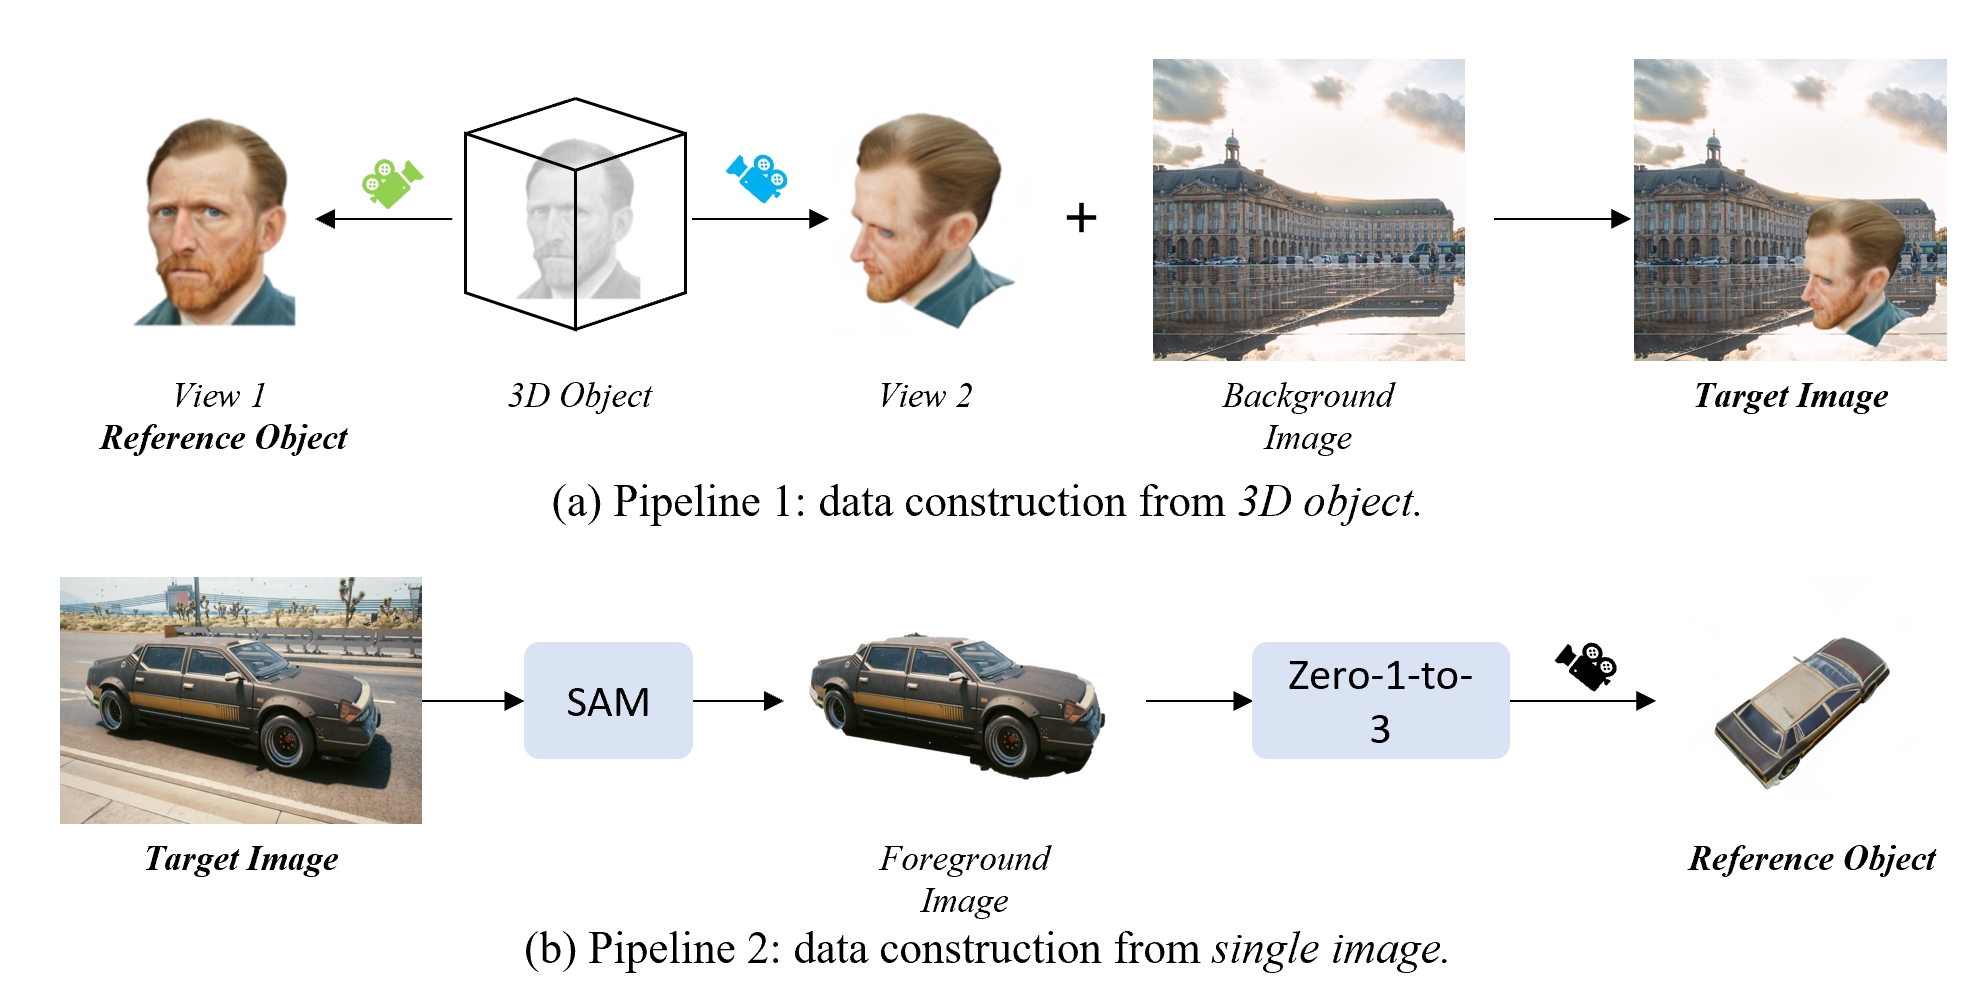 View 1
Reference Object
3D Object
View 2
+
Background
Image
Target Image
(a) Pipeline 1: data construction from 3D object.
SAM
Zero-1-to-
3
Target Image
Foreground
Image
Reference Object
(b) Pipeline 2: data construction from single image.